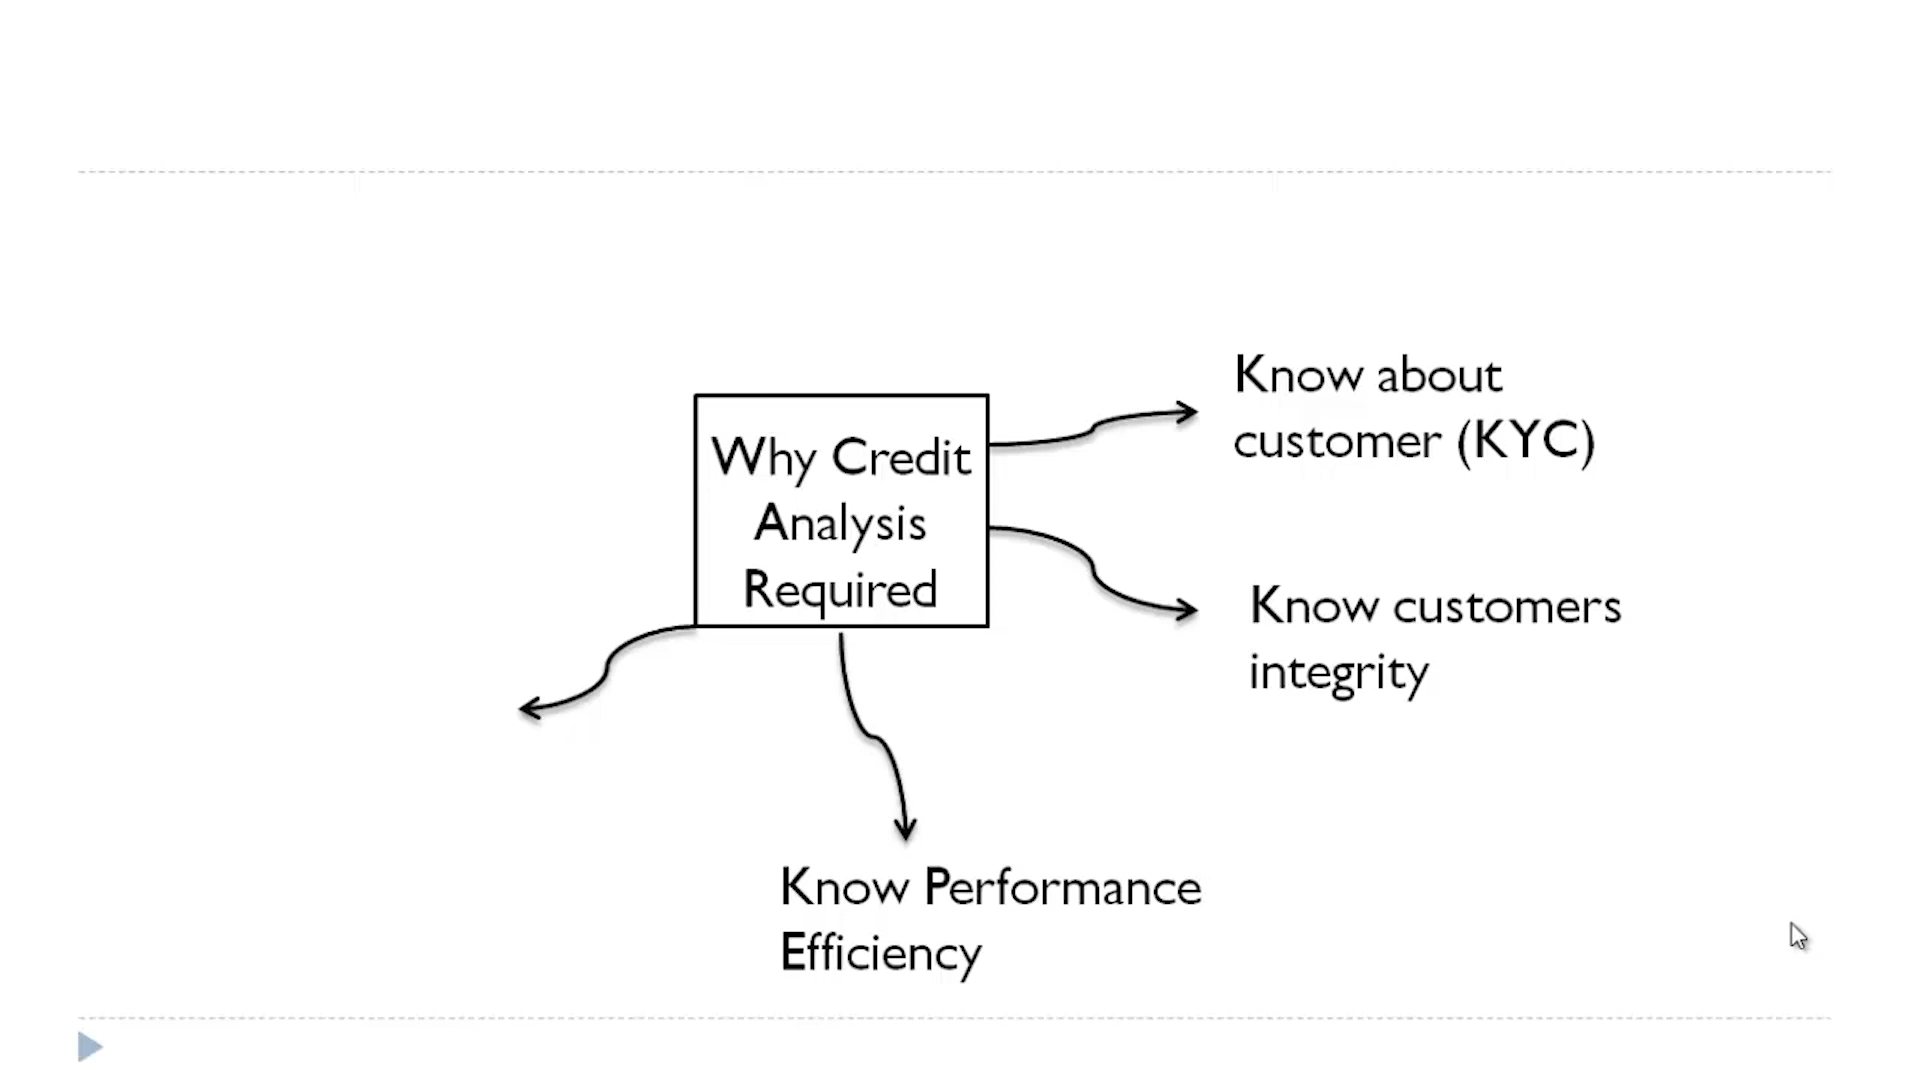 Why Credit
Analysis
Required
Know about
customer (KYC)
Know customers
integrity
Know Performance
Efficiency